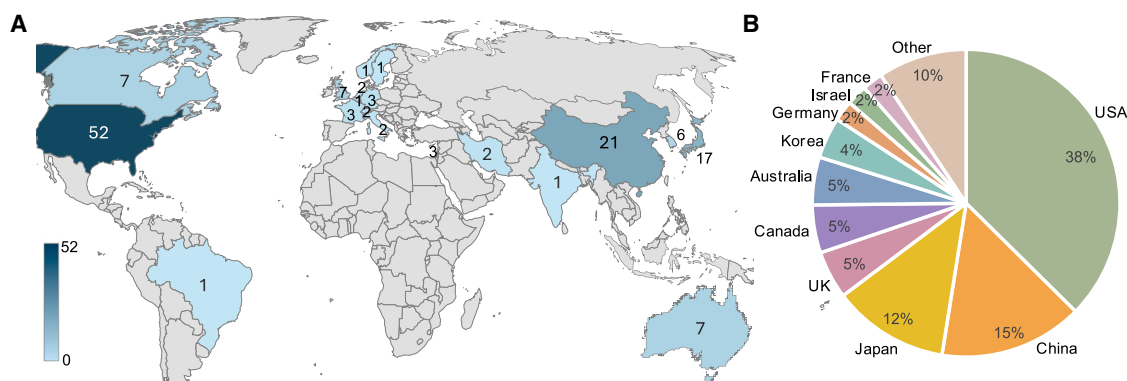 A
7
52
1
1
1
7
2
1
3
3
2
2
3
2
1
21
6
17
7
52
0
B
Other
10%
France
2%
Israel
2%
Germany
2%
Korea
4%
Australia
5%
Canada
5%
UK
5%
Japan
12%
China
15%
USA
38%